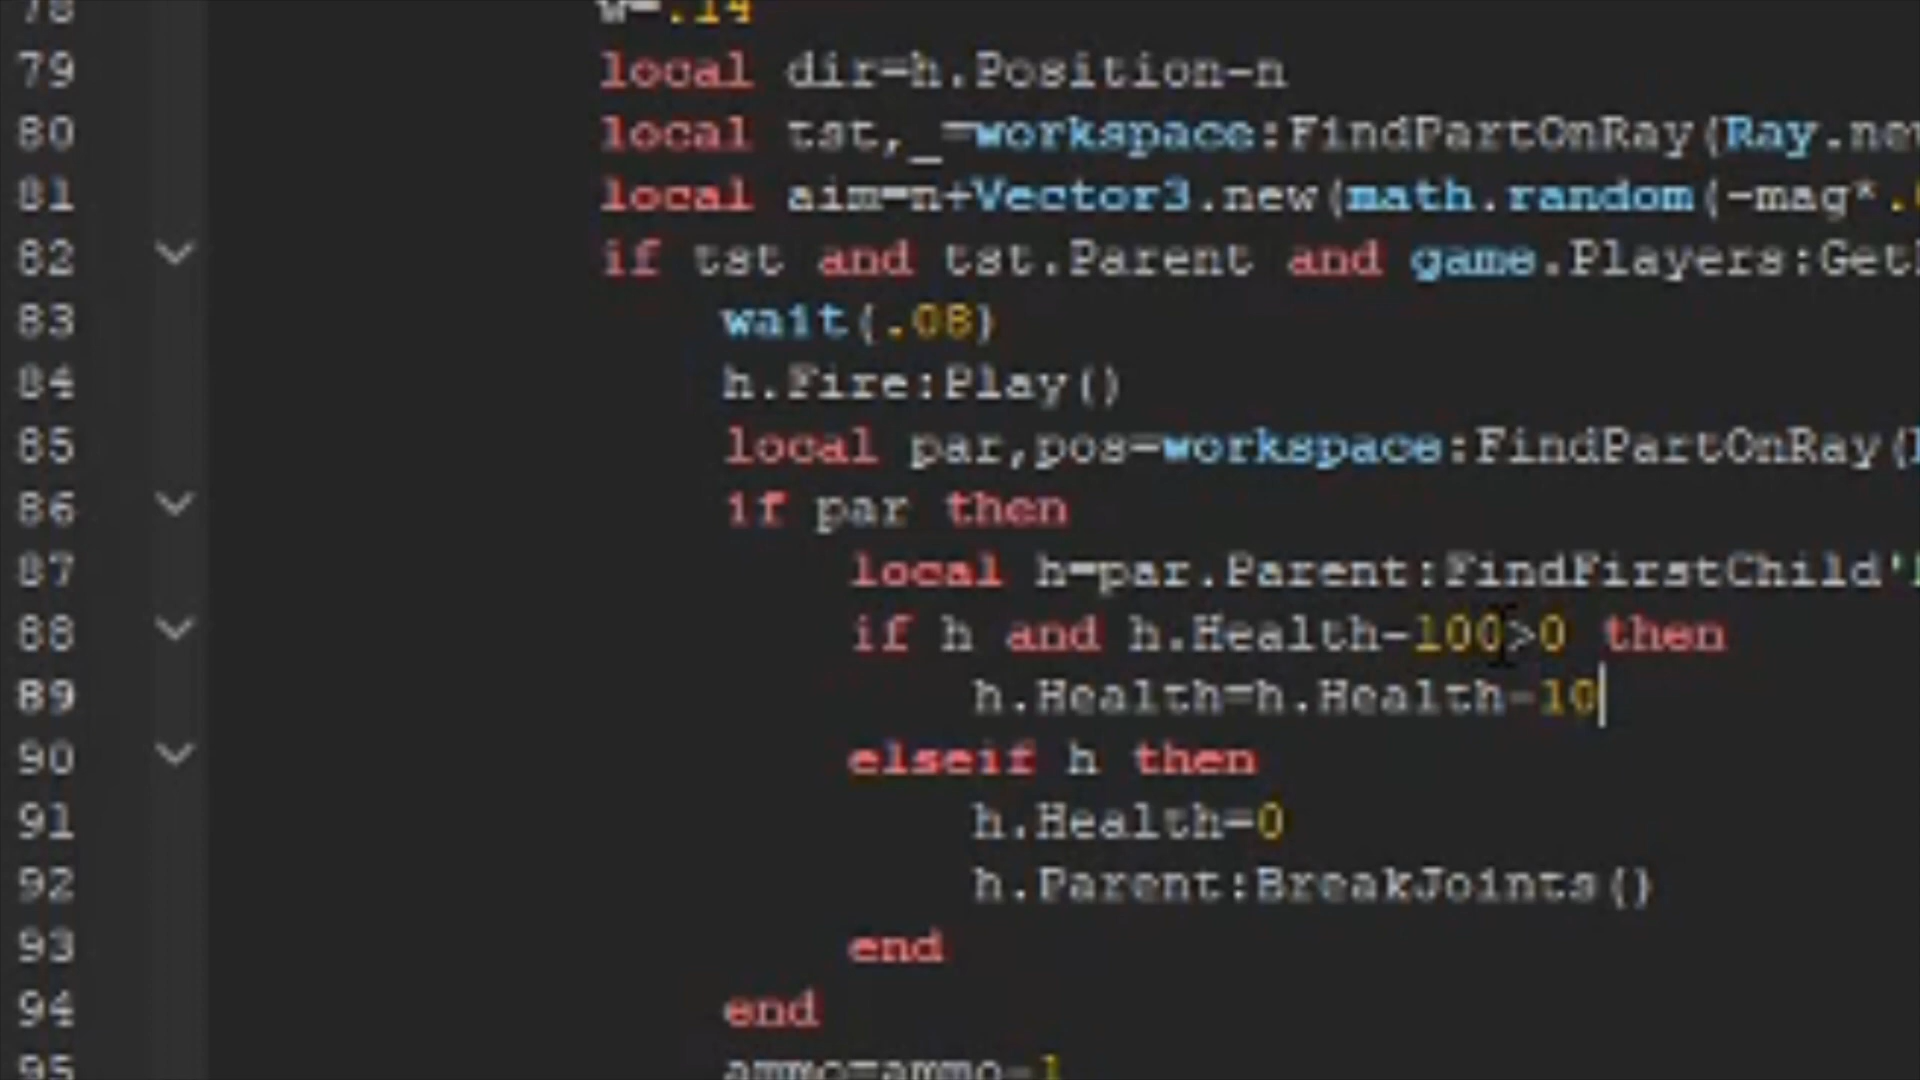 78 w=.14
79 local dir=h.Position-n
80 local tst,_=workspace:FindPartOnRay(Ray.new
81 local aim=n+Vector3.new(math.random(-mag*.
82 if tst and tst.Parent and game.Players:Get
83 wait(.08)
84 h.Fire:Play()
85 local par,pos=workspace:FindPartOnRay(
86 if par then
87 local h=par.Parent:FindFirstChild'
88 if h and h.Health-100>0 then
89 h.Health=h.Health-10
90 elseif h then
91 h.Health=0
92 h.Parent:BreakJoints()
93 end
94 end
95 ammo=ammo-1